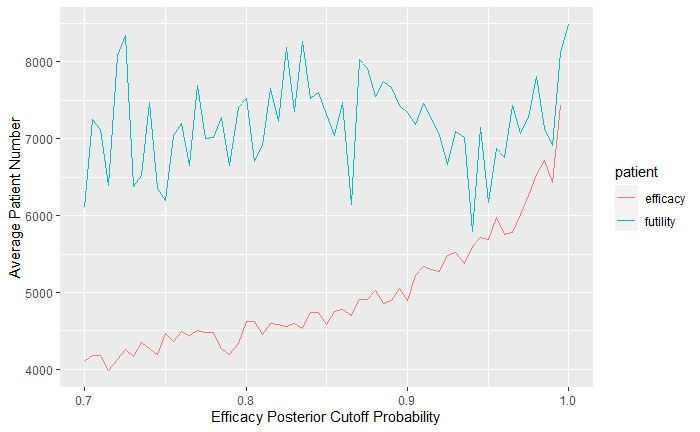 8000
7000
6000
5000
4000
Average Patient Number
0.7
0.8
0.9
1.0
Efficacy Posterior Cutoff Probability
patient
efficacy
futility